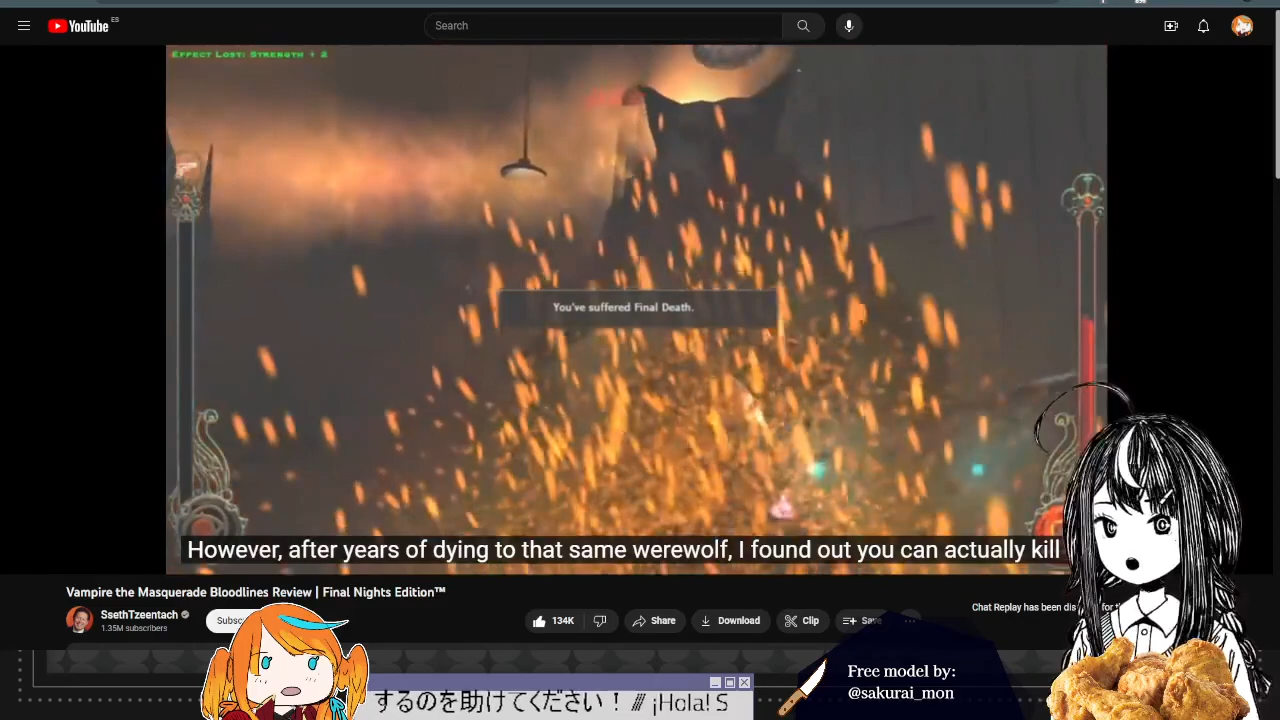 YouTube ES
Search
EFFECT LOST: STRENGTH + 2
You've suffered Final Death.
However, after years of dying to that same werewolf, I found out you can actually kill
Vampire the Masquerade Bloodlines Review | Final Nights Edition™
SsethTzeentach
1.35M subscribers
Subsc
134K
Share
Download
Clip
Save
Chat Replay has been dis
for
Free model by:
@sakurai_mon
するのを助けてください！ /// ¡Hola! S